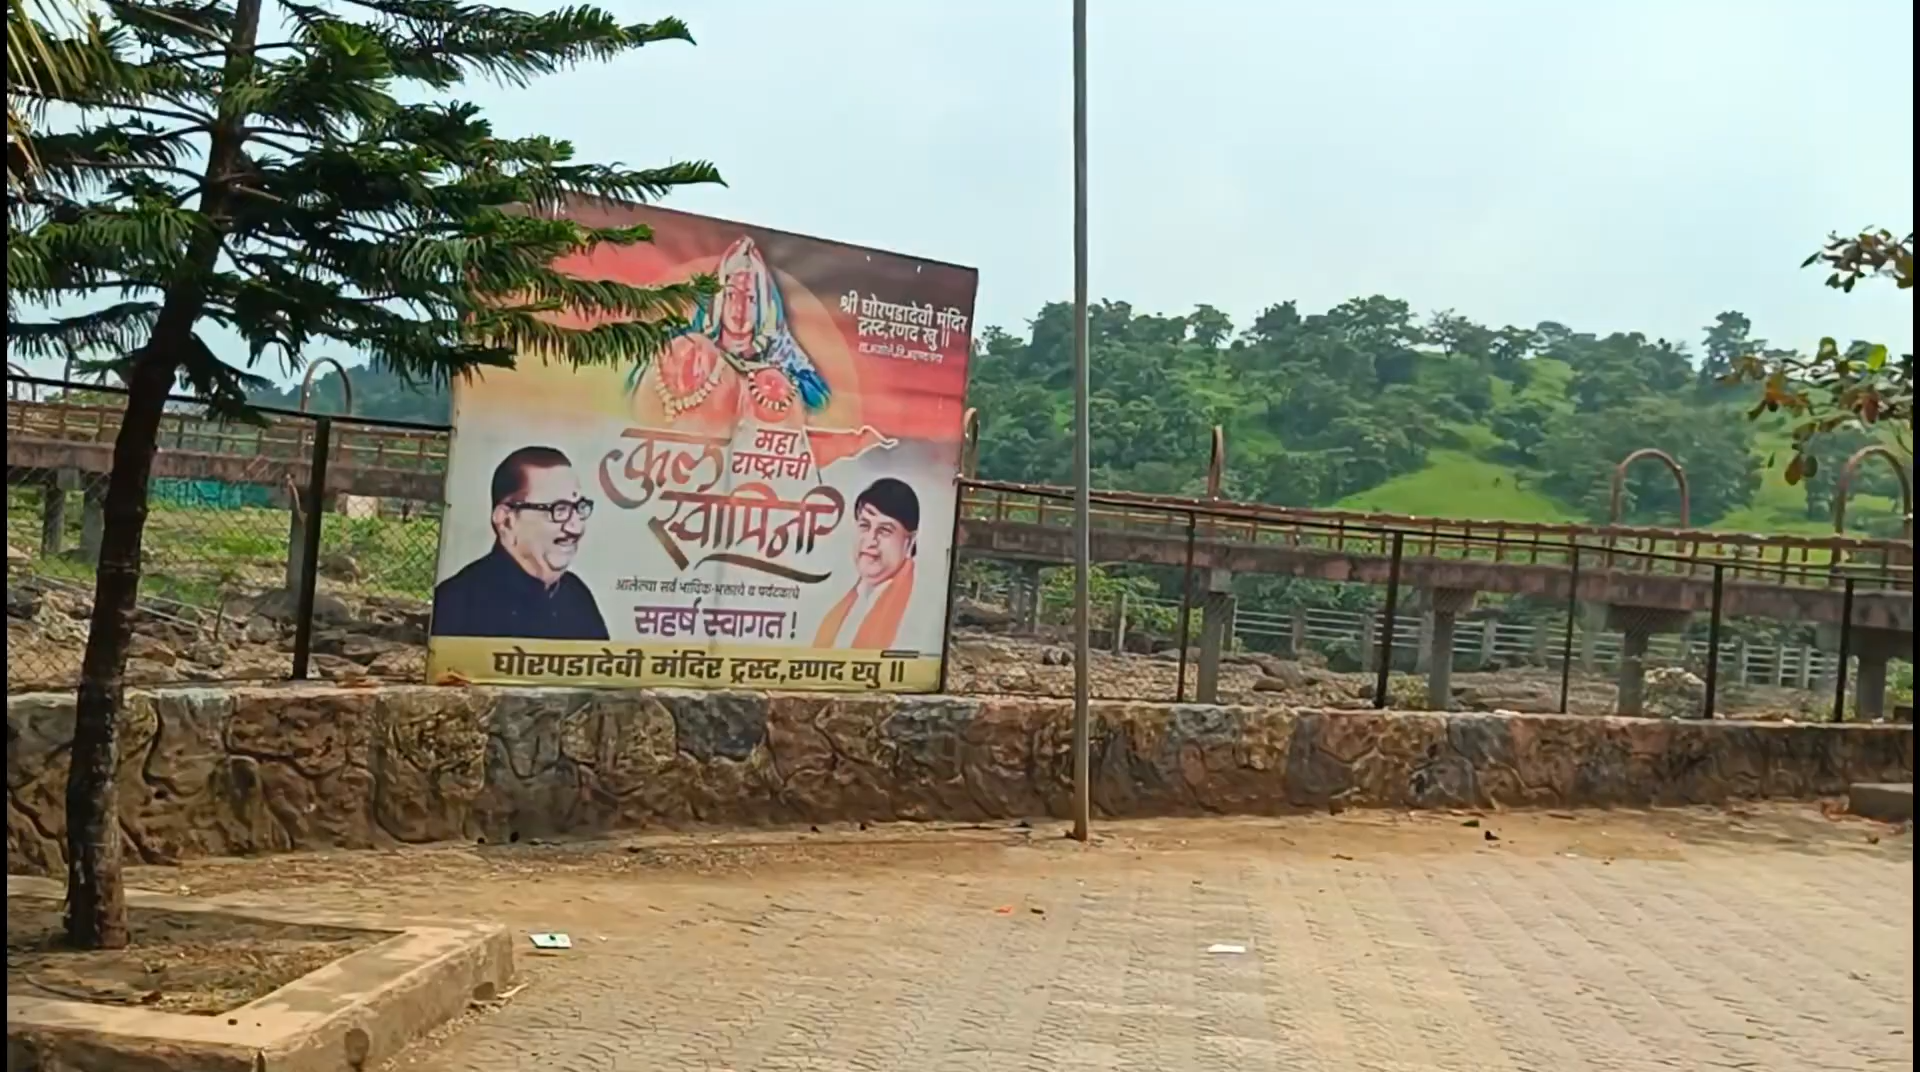 श्री घोरपडादेवी मंदिर
ट्रस्ट,रणद खु ॥
महा
राष्ट्राची
कुल
स्वामिनी
आलेल्या सर्व भाविक-भक्तांचे व पर्यटकांचे
सहर्ष स्वागत !
घोरपडादेवी मंदिर ट्रस्ट,रणद खु ॥